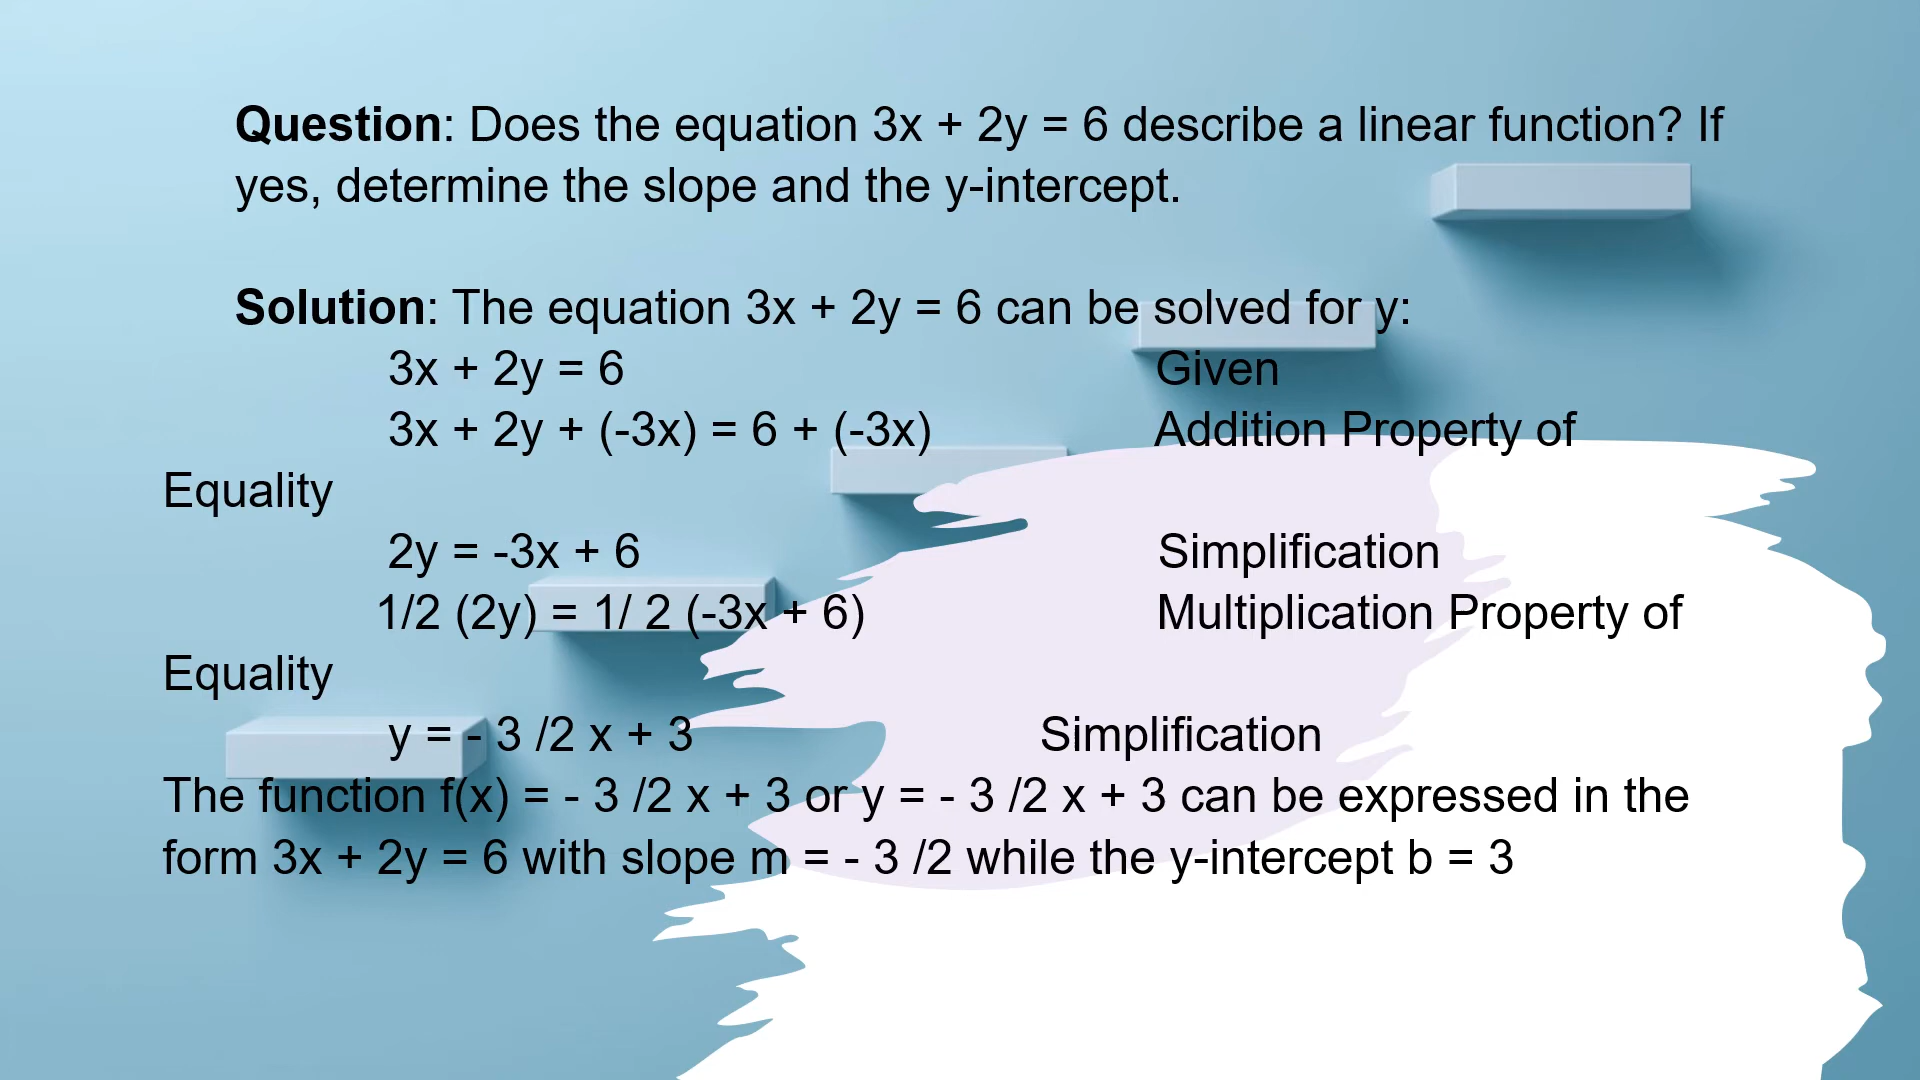 Question: Does the equation 3x + 2y = 6 describe a linear function? If
yes, determine the slope and the y-intercept.
Solution: The equation 3x + 2y = 6 can be solved for y:
3x + 2y = 6 Given
3x + 2y + (-3x) = 6 + (-3x) Addition Property of
Equality
2y = -3x + 6 Simplification
1/2 (2y) = 1/ 2 (-3x + 6) Multiplication Property of
Equality
y = - 3 /2 x + 3 Simplification
The function f(x) = - 3 /2 x + 3 or y = - 3 /2 x + 3 can be expressed in the
form 3x + 2y = 6 with slope m = - 3 /2 while the y-intercept b = 3